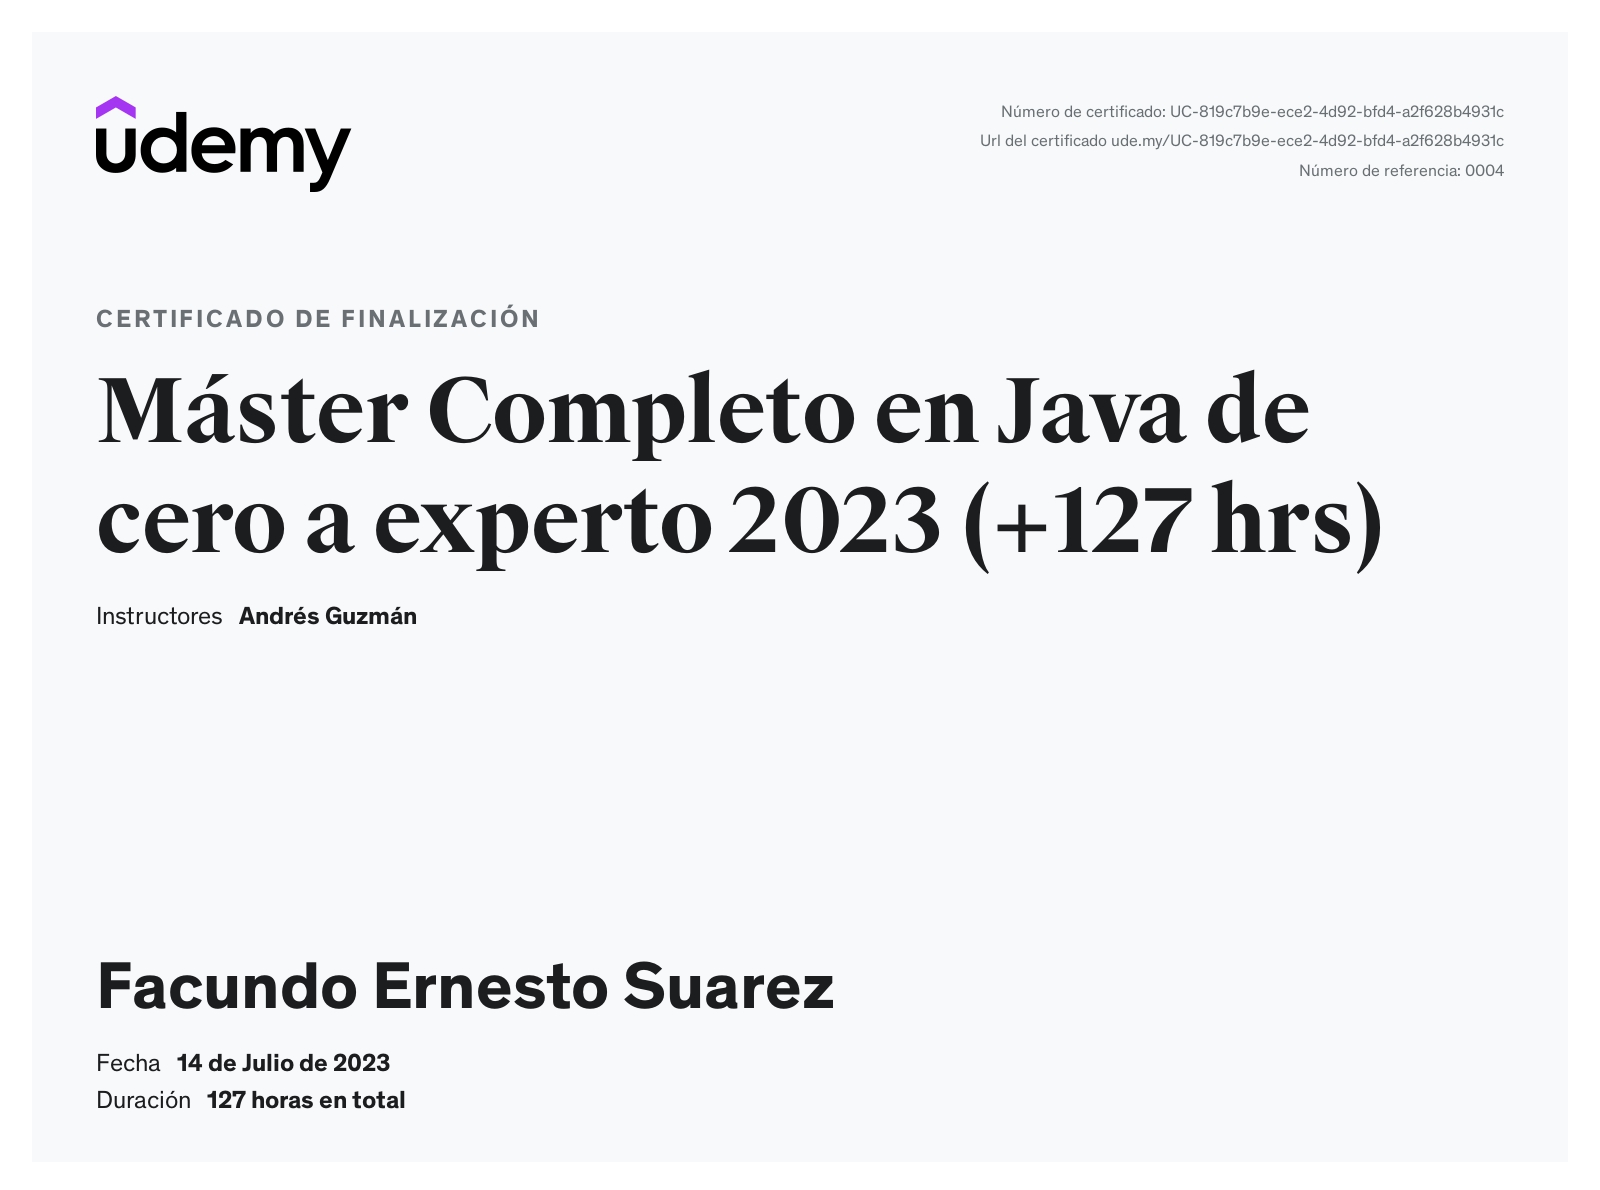 udemy
Número de certificado: UC-819c7b9e-ece2-4d92-bfd4-a2f628b4931c
Url del certificado ude.my/UC-819c7b9e-ece2-4d92-bfd4-a2f628b4931c
Número de referencia: 0004
CERTIFICADO DE FINALIZACIÓN
Máster Completo en Java de
cero a experto 2023 (+127 hrs)
Instructores Andrés Guzmán
Facundo Ernesto Suarez
Fecha 14 de Julio de 2023
Duración 127 horas en total